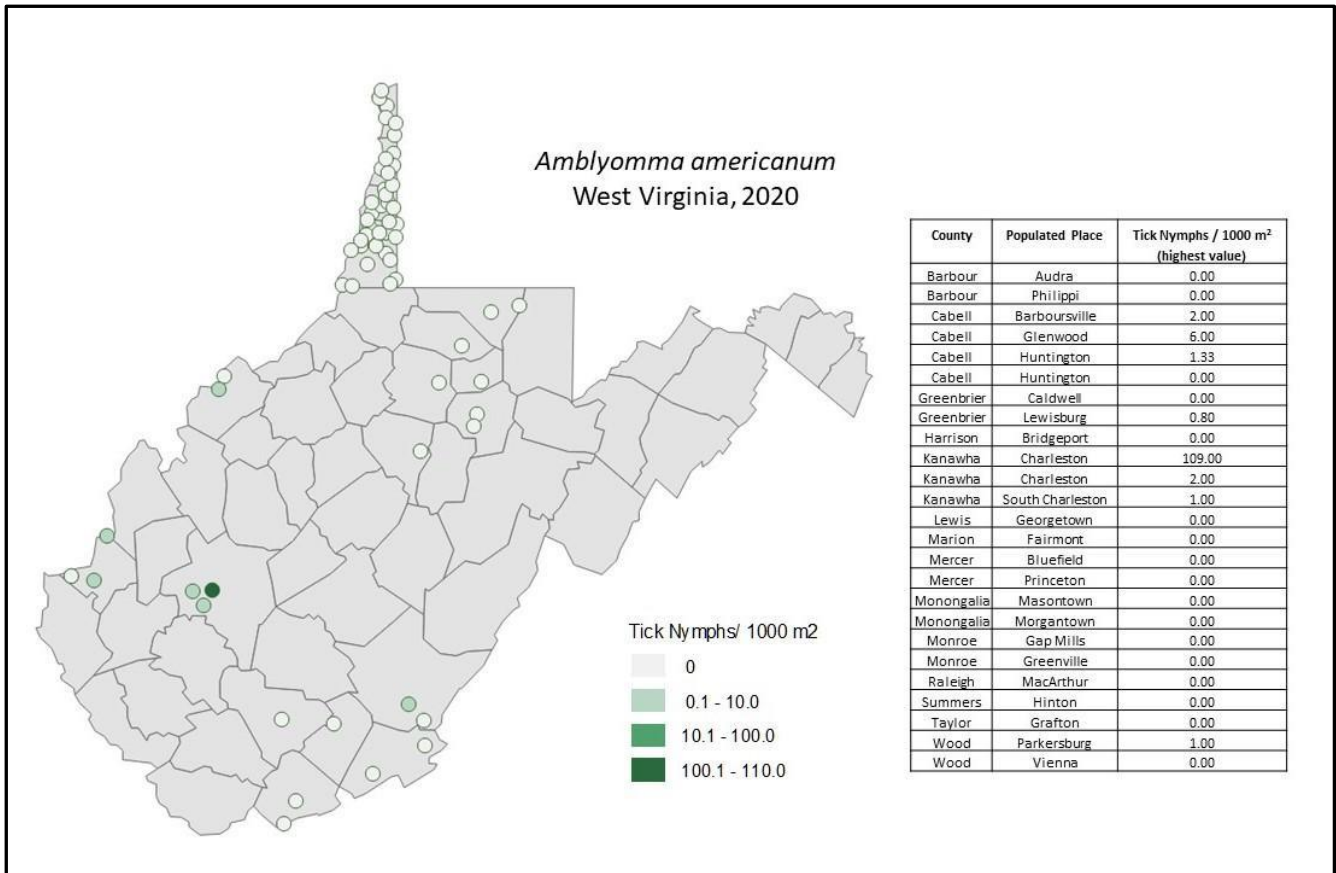 Amblyomma americanum
West Virginia, 2020
County Populated Place Tick Nymphs / 1000 m²
(highest value)
Barbour Audra 0.00
Barbour Philippi 0.00
Cabell Barboursville 2.00
Cabell Glenwood 6.00
Cabell Huntington 1.33
Cabell Huntington 0.00
Greenbrier Caldwell 0.00
Greenbrier Lewisburg 0.80
Harrison Bridgeport 0.00
Kanawha Charleston 109.00
Kanawha Charleston 2.00
Kanawha South Charleston 1.00
Lewis Georgetown 0.00
Marion Fairmont 0.00
Mercer Bluefield 0.00
Mercer Princeton 0.00
Monongalia Masontown 0.00
Monongalia Morgantown 0.00
Monroe Gap Mills 0.00
Monroe Greenville 0.00
Raleigh MacArthur 0.00
Summers Hinton 0.00
Taylor Grafton 0.00
Wood Parkersburg 1.00
Wood Vienna 0.00
Tick Nymphs/ 1000 m2
0
0.1 - 10.0
10.1 - 100.0
100.1 - 110.0